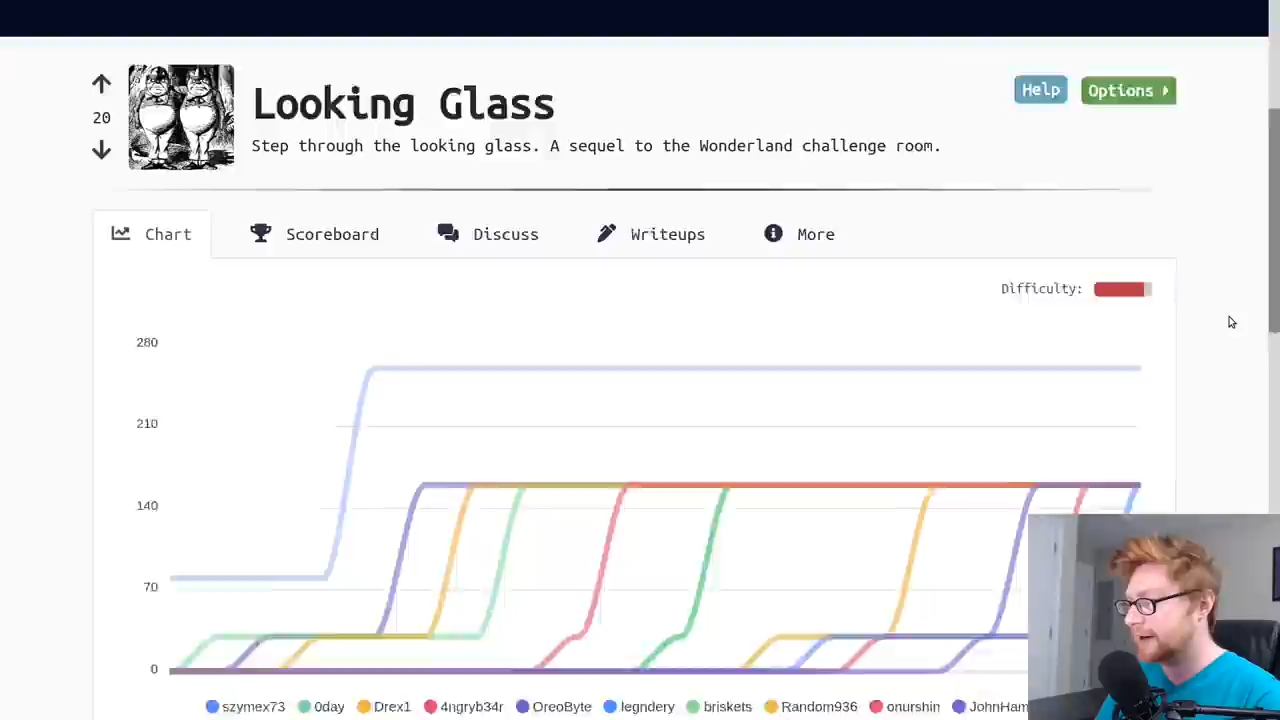 Looking Glass
Help
Options
20
Step through the looking glass. A sequel to the Wonderland challenge room.
Chart
Scoreboard
Discuss
Writeups
More
Difficulty:
280
210
140
70
0
szymex73
0day
Drex1
4ngryb34r
OreoByte
legndery
briskets
Random936
onurshin
JohnHam